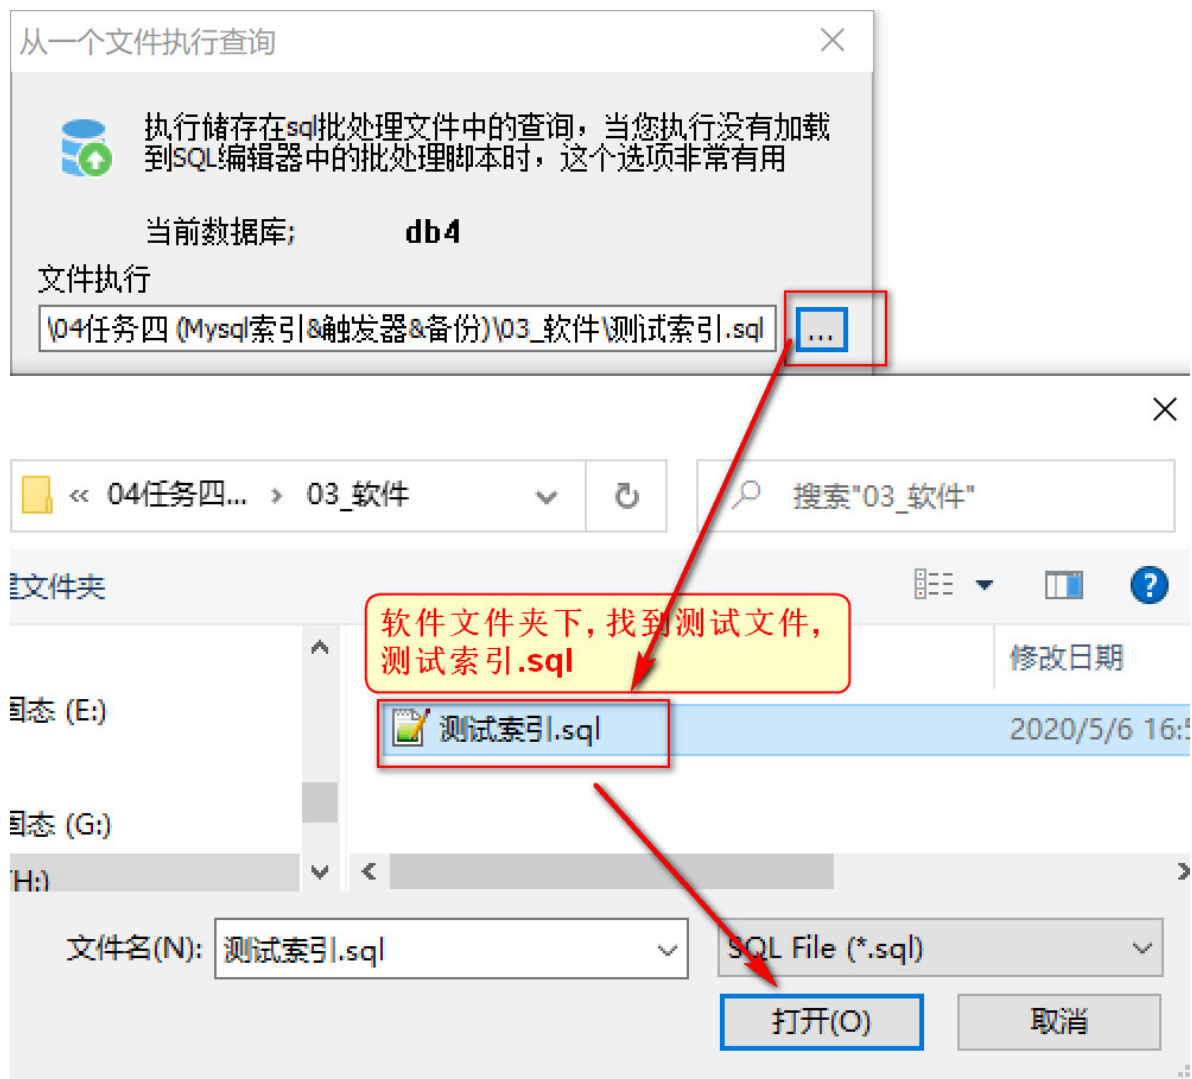 从一个文件执行查询
执行储存在sql批处理文件中的查询，当您执行没有加载
到SQL编辑器中的批处理脚本时，这个选项非常有用
当前数据库; db4
文件执行
\04任务四 (Mysql索引&触发器&备份)\03_软件\测试索引.sql ...
« 04任务四... › 03_软件 搜索"03_软件"
文件夹
软件文件夹下, 找到测试文件,
测试索引.sql
修改日期
固态 (E:)
测试索引.sql 2020/5/6 16:5
固态 (G:)
H:)
文件名(N): 测试索引.sql SQL File (*.sql)
打开(O) 取消